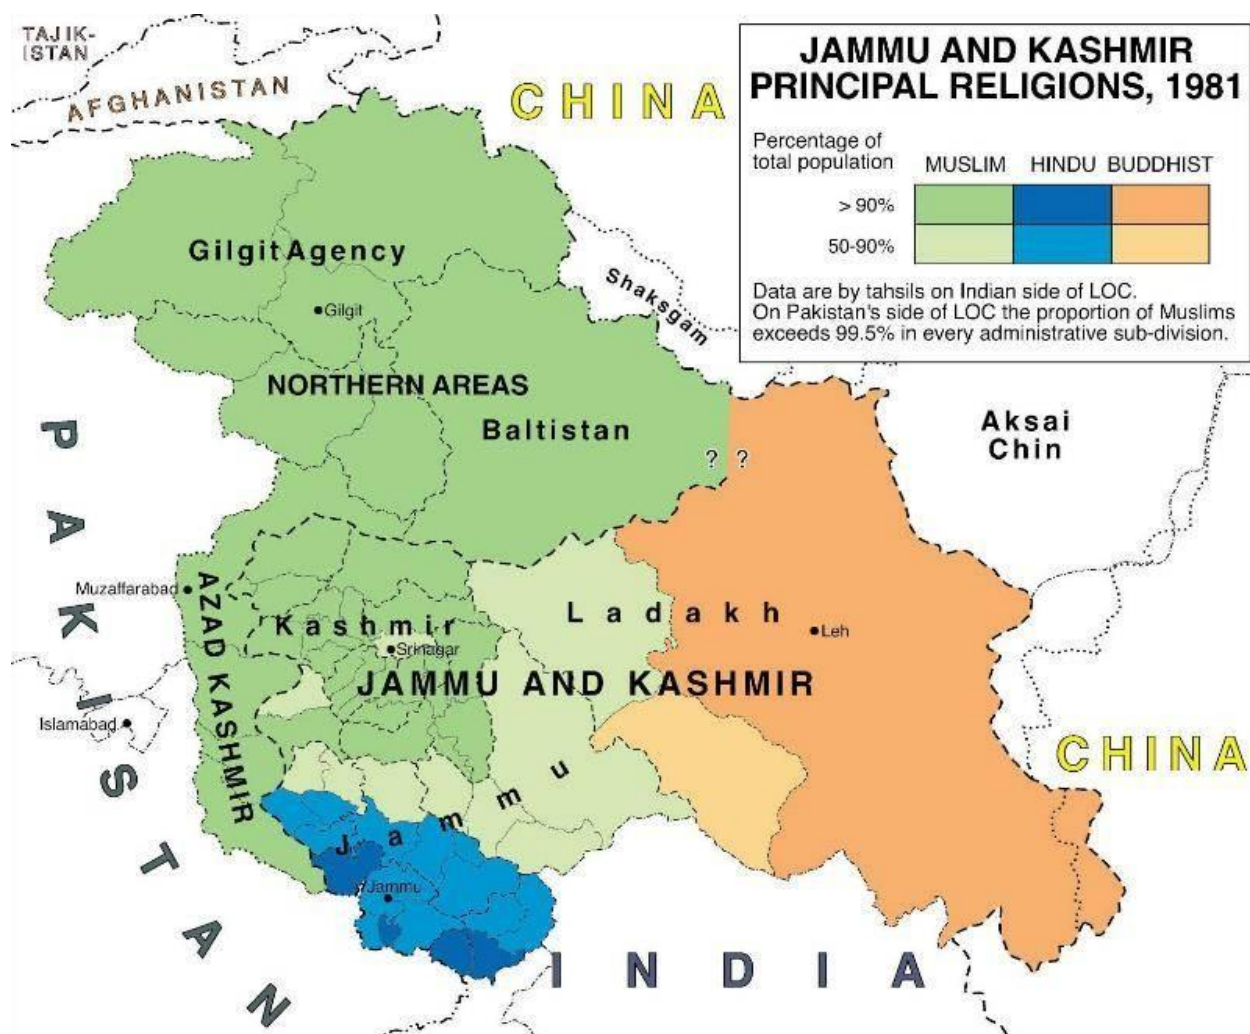 TAJIK-
ISTAN
AFGHANISTAN
CHINA
JAMMU AND KASHMIR
PRINCIPAL RELIGIONS, 1981
Percentage of
total population
MUSLIM HINDU BUDDHIST
> 90%
50-90%
Data are by tahsils on Indian side of LOC.
On Pakistan's side of LOC the proportion of Muslims
exceeds 99.5% in every administrative sub-division.
Gilgit Agency
Gilgit
Shaksgam
NORTHERN AREAS
Baltistan
? ?
Aksai
Chin
PAKISTAN
Muzaffarabad
AZAD KASHMIR
Kashmir
Srinagar
Ladakh
Leh
JAMMU AND KASHMIR
Islamabad
CHINA
Jammu
Jammu
INDIA